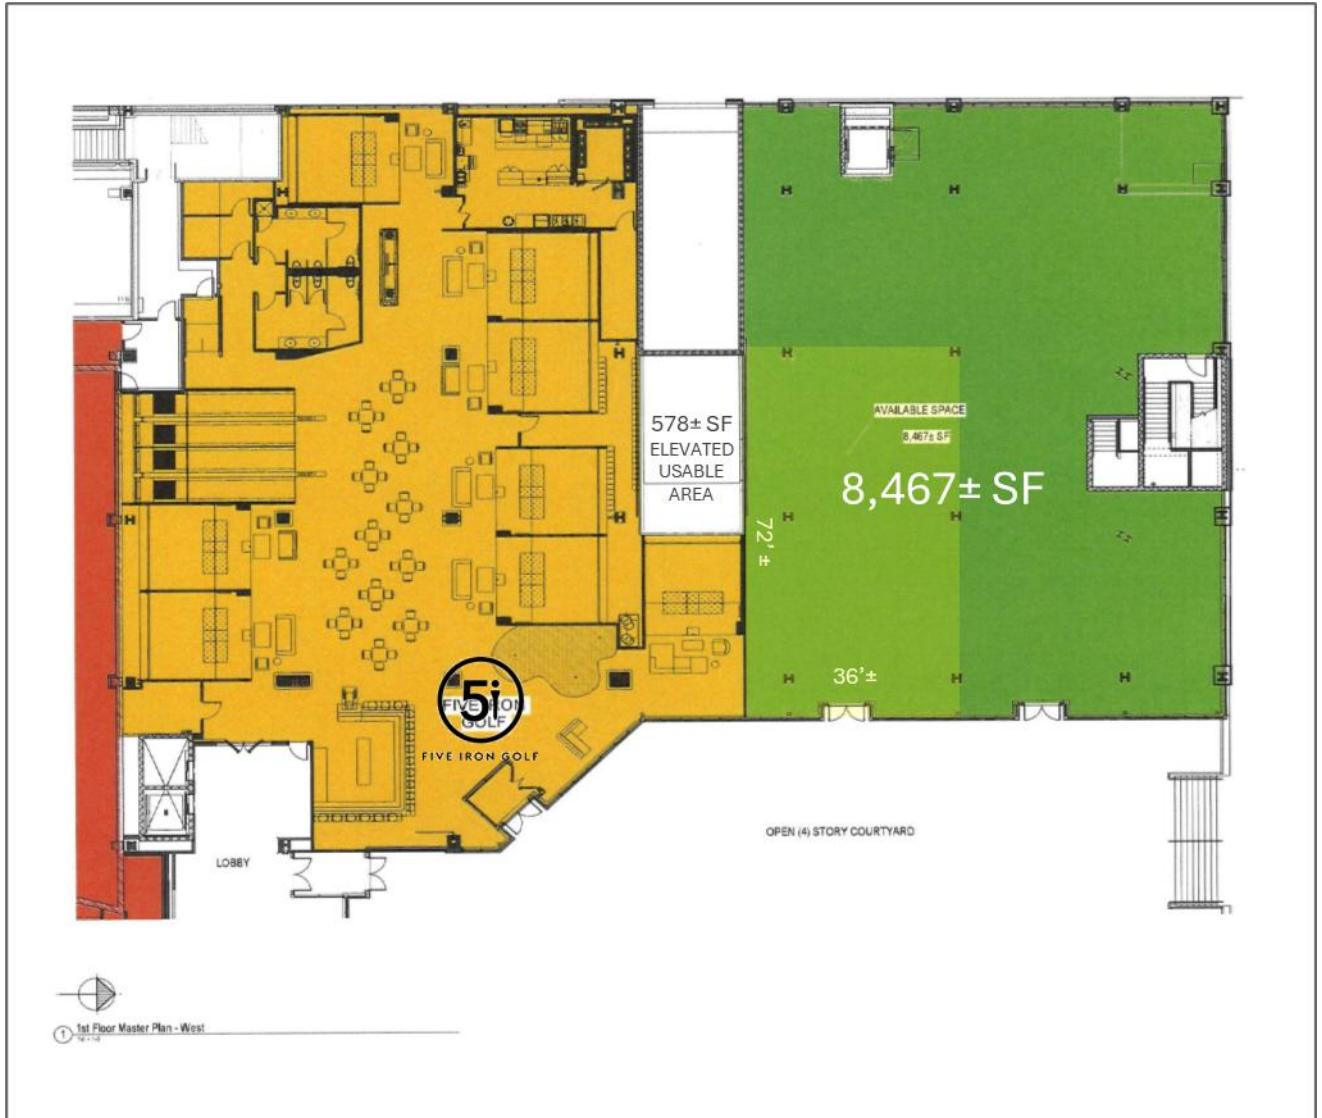 578± SF
ELEVATED
USABLE
AREA
AVAILABLE SPACE
8,467± SF
8,467± SF
72'±
36'±
5i
FIVE IRON
GOLF
FIVE IRON GOLF
OPEN (4) STORY COURTYARD
LOBBY
1
1st Floor Master Plan - West